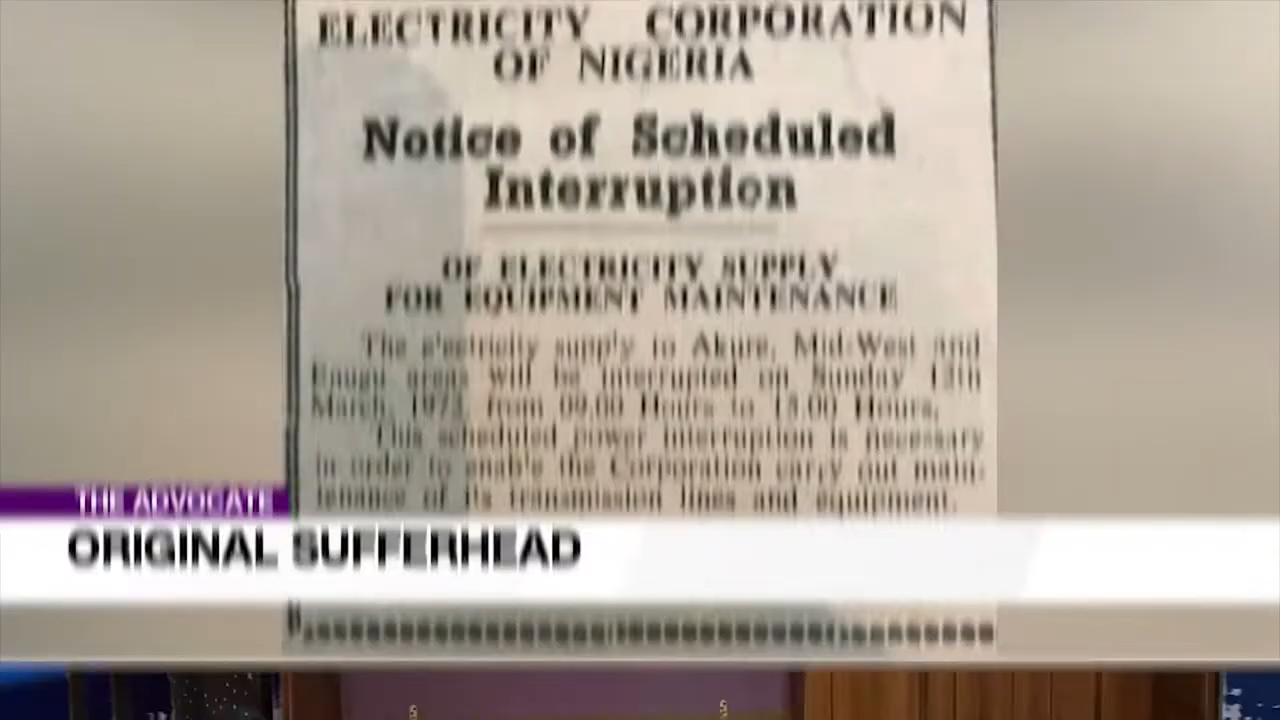 ELECTRICITY CORPORATION
OF NIGERIA
Notice of Scheduled
Interruption
OF ELECTRICITY SUPPLY
FOR EQUIPMENT MAINTENANCE
The electricity supply to Akure, Mid-West and
Enugu areas will be interrupted on Sunday 12th
March, 1972, from 09.00 Hours to Hours.
This scheduled power interruption is necessary
in order to enable the Corporation carry out main-
tenance of its transmission lines and equipment.
THE ADVOCATE
ORIGINAL SUFFERHEAD